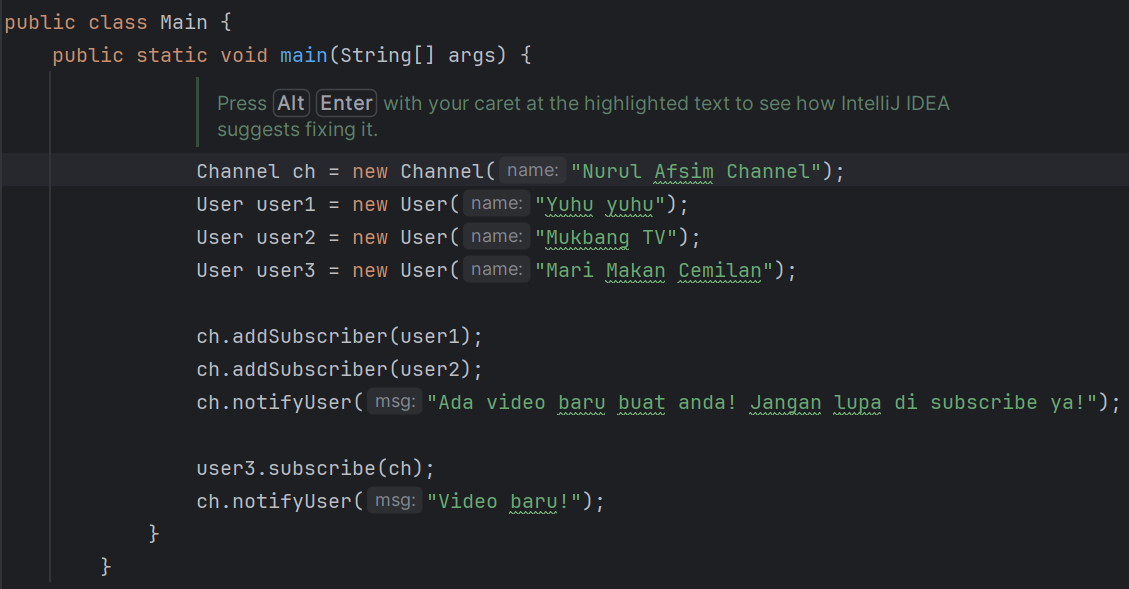 public class Main {
public static void main(String[] args) {
Press Alt Enter with your caret at the highlighted text to see how IntelliJ IDEA
suggests fixing it.
Channel ch = new Channel( name: "Nurul Afsim Channel");
User user1 = new User( name: "Yuhu yuhu");
User user2 = new User( name: "Mukbang TV");
User user3 = new User( name: "Mari Makan Cemilan");
ch.addSubscriber(user1);
ch.addSubscriber(user2);
ch.notifyUser( msg: "Ada video baru buat anda! Jangan lupa di subscribe ya!");
user3.subscribe(ch);
ch.notifyUser( msg: "Video baru!");
}
}